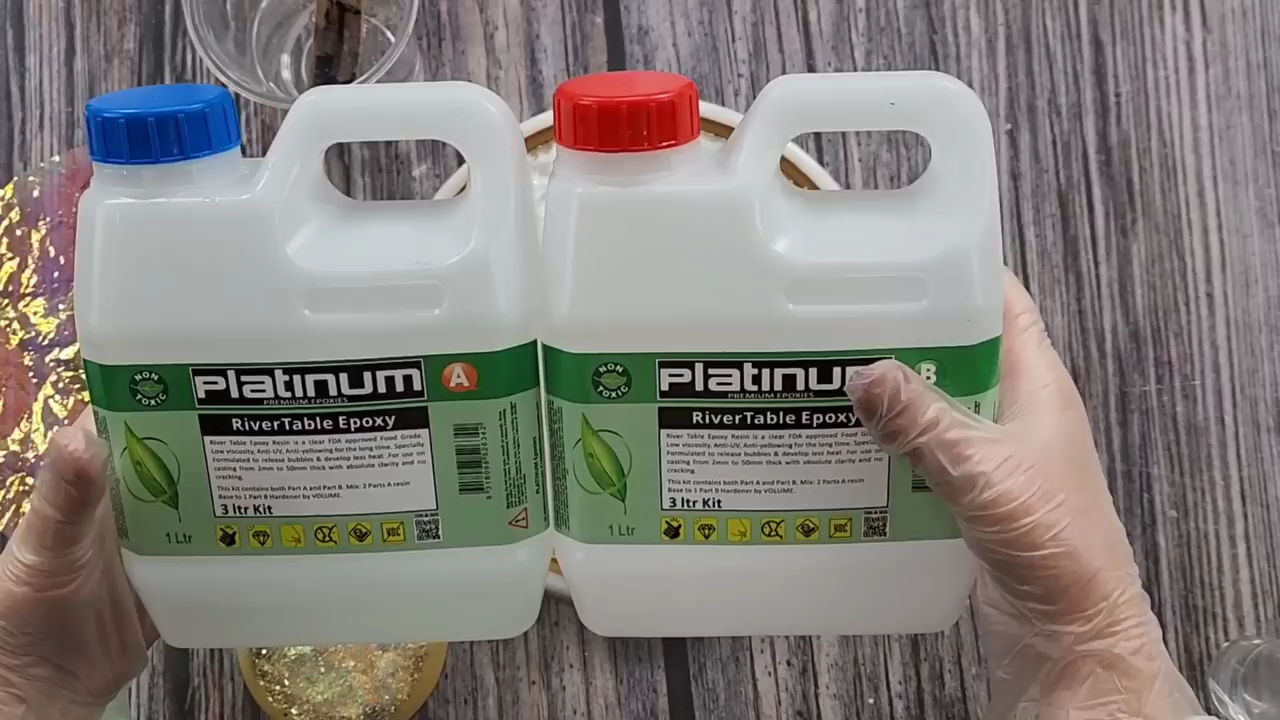 NON
TOXIC
Platinum
PREMIUM EPOXIES
A
RiverTable Epoxy
River Table Epoxy Resin is a clear FDA approved Food Grade.
Low viscosity, Anti-UV, Anti-yellowing for the long time. Specialy
Formulated to release bubbles & develop less heat .For use on
casting from 2mm to 50mm thick with absolute clarity and no
cracking.
This kit contains both Part A and Part B. Mix: 2 Parts A resin
Base to 1 Part B Hardener by VOLUME.
3 ltr Kit
1 Ltr
VOC
NON
TOXIC
Platinu
PREMIUM EPOXIES
B
RiverTable Epoxy
River Table Epoxy Resin is a clear FDA approved Food
Low viscosity, Anti-UV, Anti-yellowing for the long time.
Formulated to release bubbles & develop less heat .For use on
casting from 2mm to 50mm thick with absolute clarity and no
cracking.
This kit contains both Part A and Part B. Mix: 2 Parts A resin
Base to 1 Part B Hardener by VOLUME.
3 ltr Kit
1 Ltr
VOC